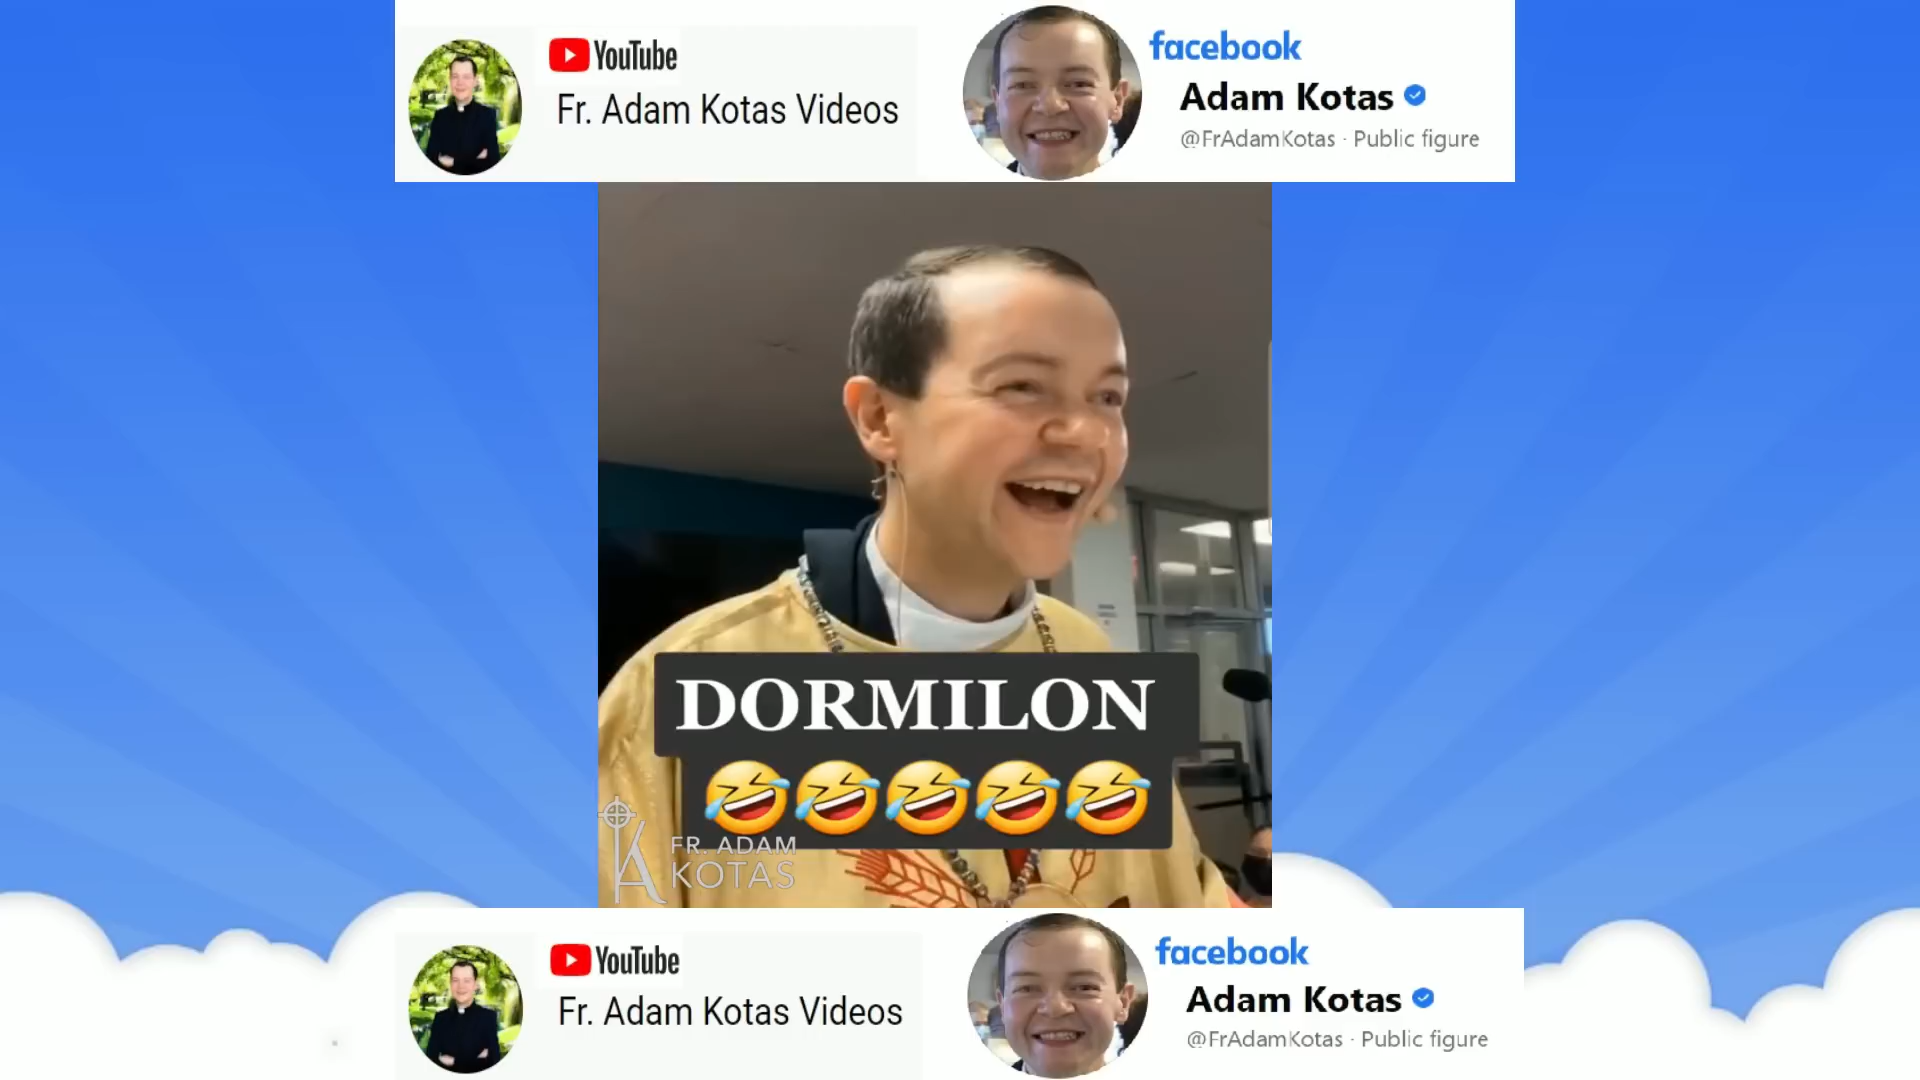 YouTube
Fr. Adam Kotas Videos
facebook
Adam Kotas
@FrAdamKotas · Public figure
DORMILON
🤣🤣🤣🤣🤣
FR. ADAM
KOTAS
YouTube
Fr. Adam Kotas Videos
facebook
Adam Kotas
@FrAdamKotas · Public figure